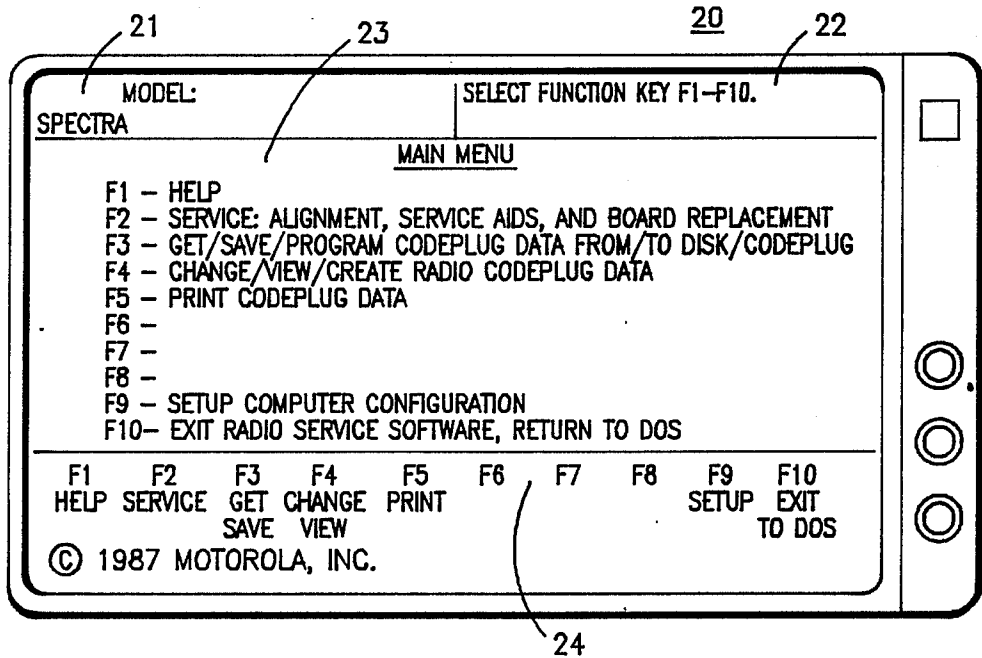 21
23
20
22
MODEL:
SELECT FUNCTION KEY F1–F10.
SPECTRA
MAIN MENU
F1 – HELP
F2 – SERVICE: ALIGNMENT, SERVICE AIDS, AND BOARD REPLACEMENT
F3 – GET/SAVE/PROGRAM CODEPLUG DATA FROM/TO DISK/CODEPLUG
F4 – CHANGE/VIEW/CREATE RADIO CODEPLUG DATA
F5 – PRINT CODEPLUG DATA
F6 –
F7 –
F8 –
F9 – SETUP COMPUTER CONFIGURATION
F10– EXIT RADIO SERVICE SOFTWARE, RETURN TO DOS
F1 F2 F3 F4 F5 F6 F7 F8 F9 F10
HELP SERVICE GET CHANGE PRINT SETUP EXIT
SAVE VIEW TO DOS
© 1987 MOTOROLA, INC.
24